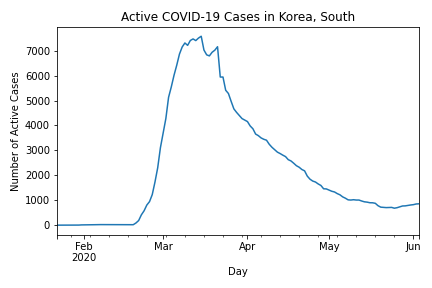 Active COVID-19 Cases in Korea, South
Number of Active Cases
7000
6000
5000
4000
3000
2000
1000
0
Feb
2020
Mar
Apr
May
Jun
Day